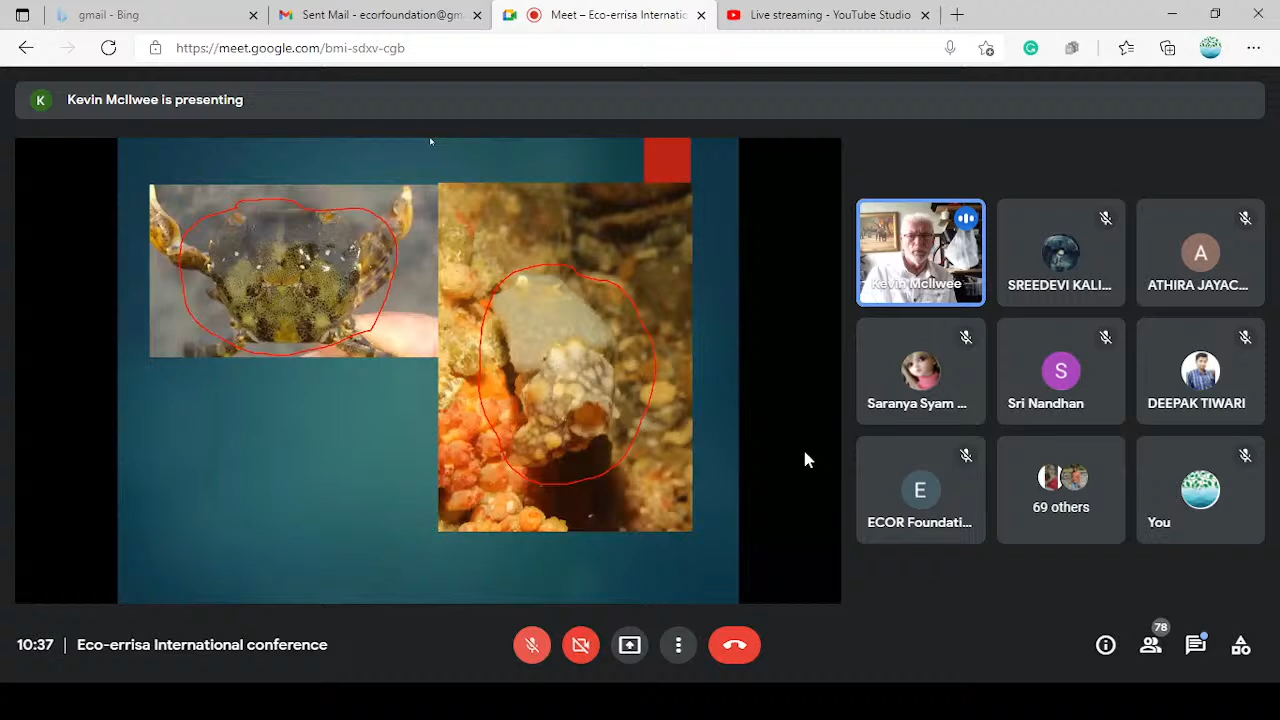 gmail - Bing
Sent Mail - ecorfoundation@gm
Meet – Eco-errisa Internatio
Live streaming - YouTube Studio
https://meet.google.com/bmi-sdxv-cgb
K
Kevin McIlwee is presenting
Kevin McIlwee
SREEDEVI KALI...
A
ATHIRA JAYAC...
Saranya Syam ...
S
Sri Nandhan
DEEPAK TIWARI
E
ECOR Foundati...
69 others
You
10:37
Eco-errisa International conference
78